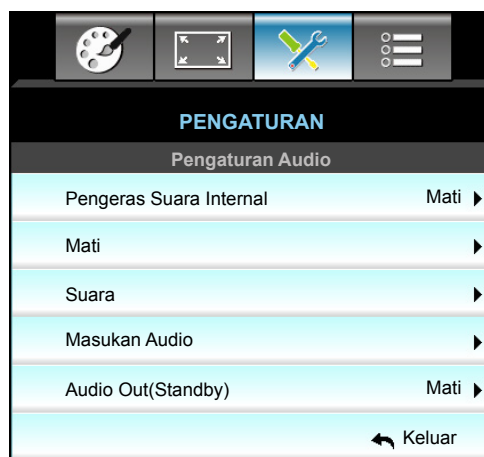 PENGATURAN
Pengaturan Audio
Pengeras Suara Internal Mati
Mati
Suara
Masukan Audio
Audio Out(Standby) Mati
Keluar